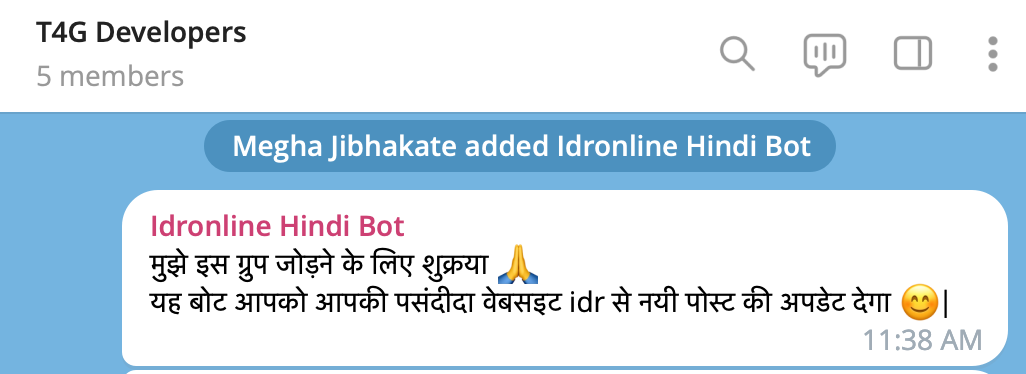 T4G Developers
5 members
Megha Jibhakate added Idronline Hindi Bot
Idronline Hindi Bot
मुझे इस ग्रुप जोड़ने के लिए शुक्रया 🙏
यह बोट आपको आपकी पसंदीदा वेबसइट idr से नयी पोस्ट की अपडेट देगा 😊|
11:38 AM